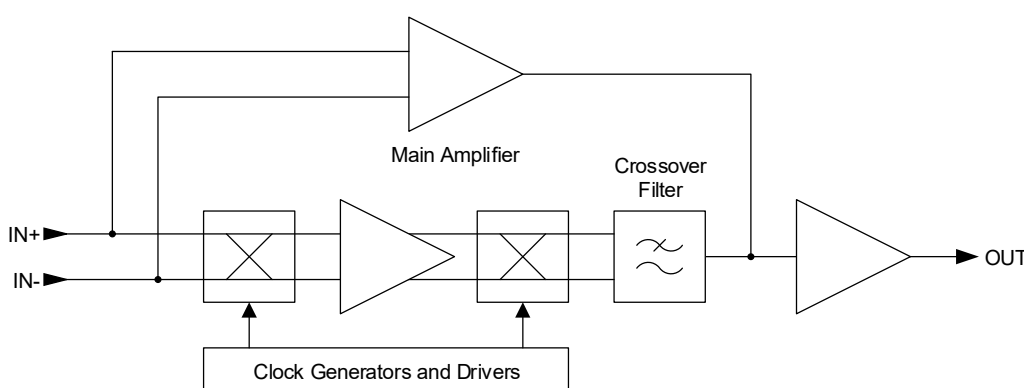 Main Amplifier
Crossover
Filter
IN+
IN-
OUT
Clock Generators and Drivers